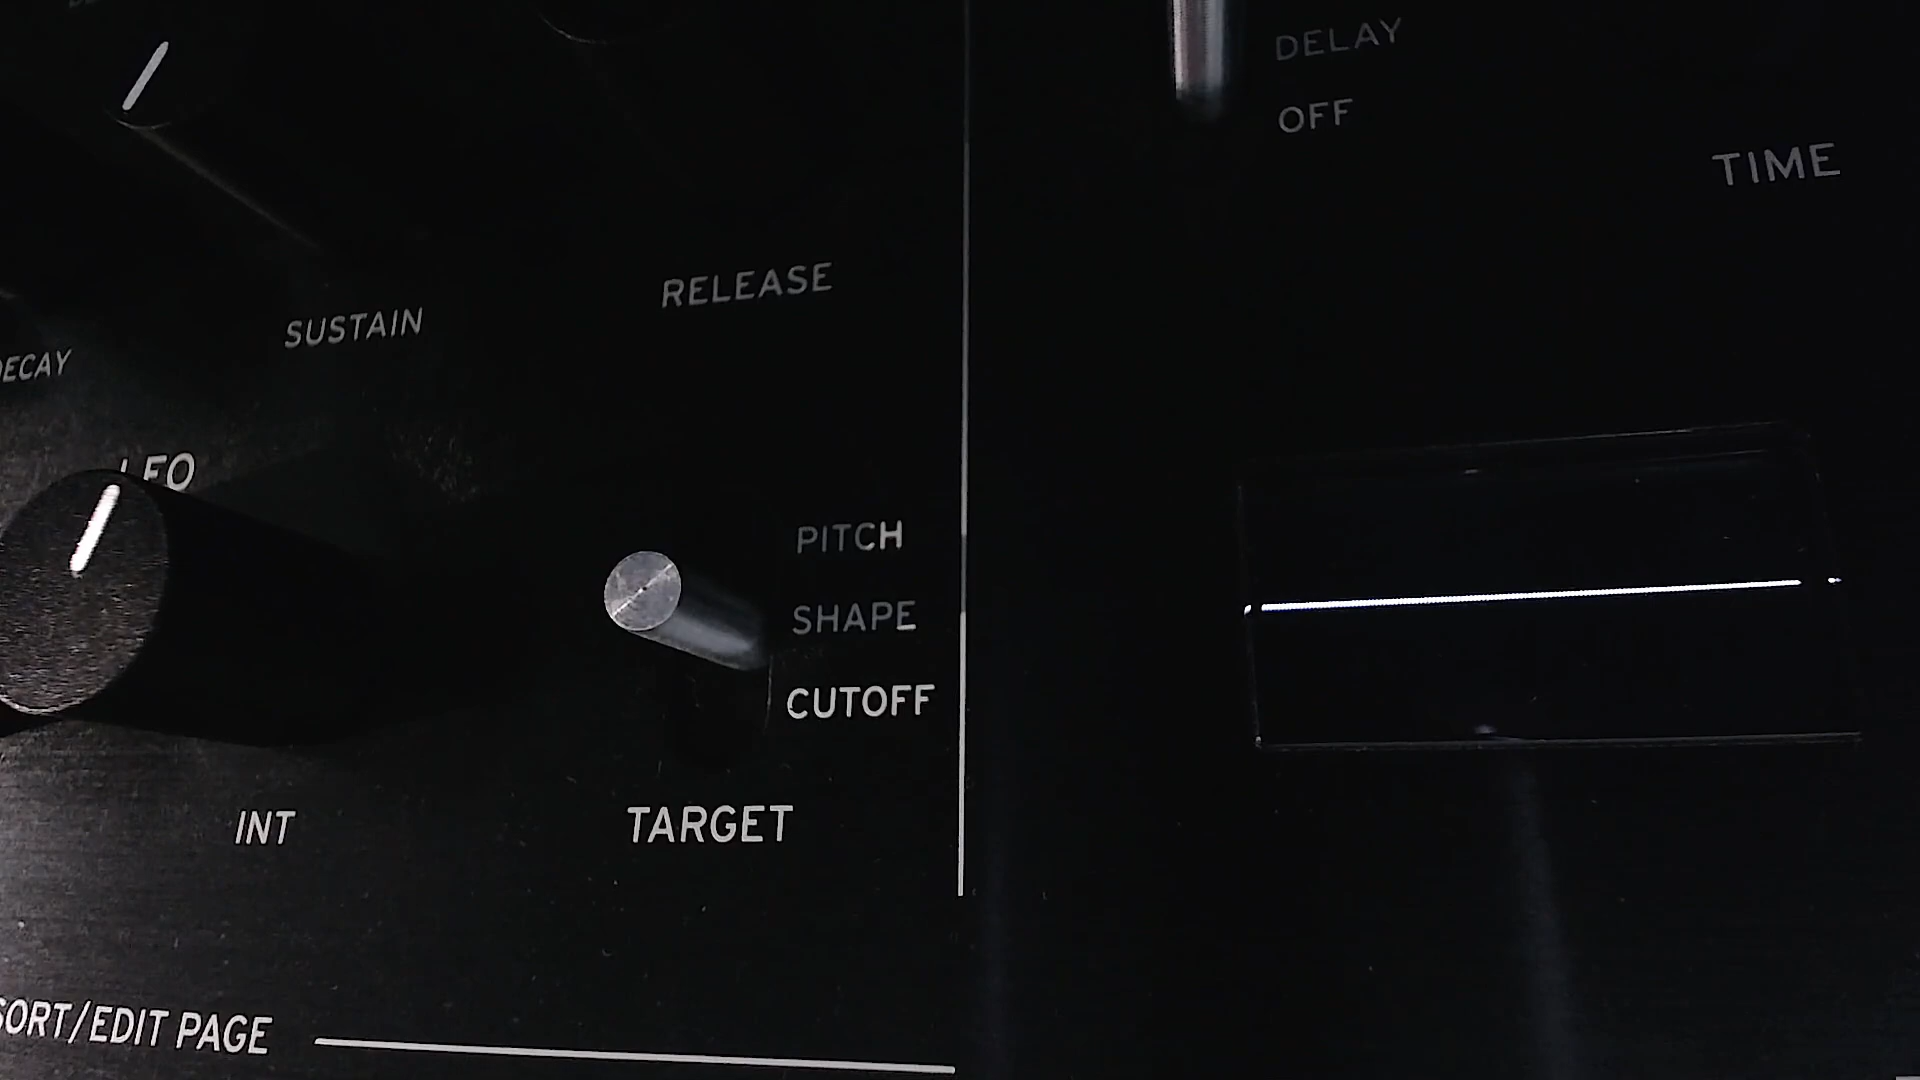 DELAY
OFF
TIME
RELEASE
SUSTAIN
DECAY
LFO
PITCH
SHAPE
CUTOFF
INT
TARGET
SORT/EDIT PAGE